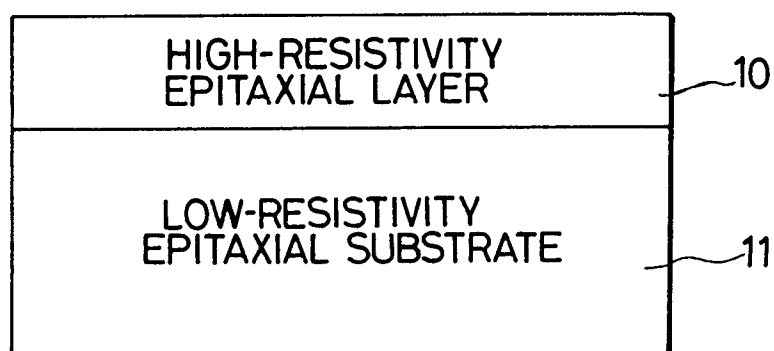 HIGH-RESISTIVITY
EPITAXIAL LAYER
10
LOW-RESISTIVITY
EPITAXIAL SUBSTRATE
11